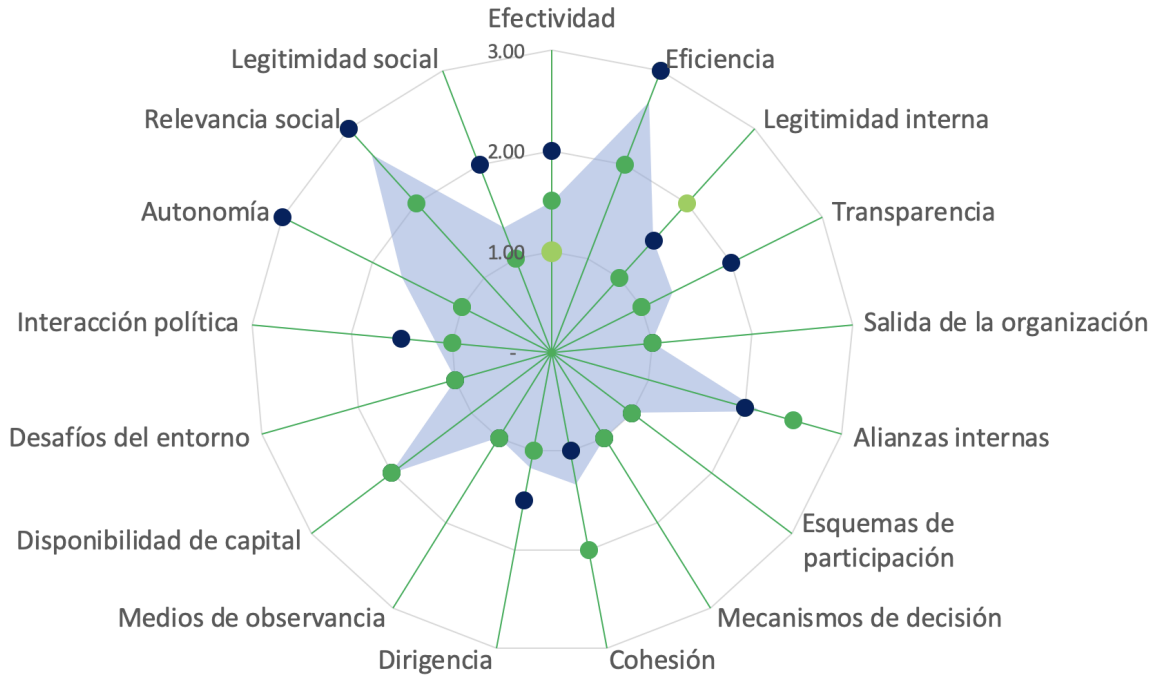 Efectividad
3.00
Legitimidad social
Eficiencia
Relevancia social
Legitimidad interna
2.00
Autonomía
Transparencia
1.00
Interacción política
Salida de la organización
-
Desafíos del entorno
Alianzas internas
Disponibilidad de capital
Esquemas de
participación
Medios de observancia
Mecanismos de decisión
Dirigencia
Cohesión